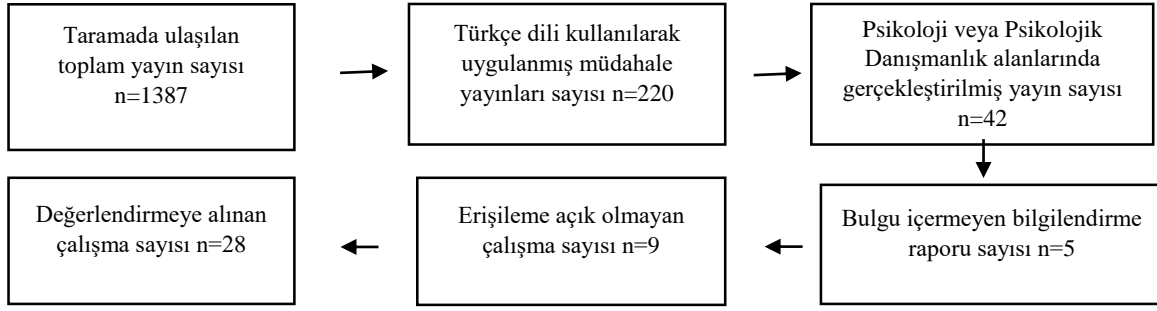 Taramada ulaşılan
toplam yayın sayısı
n=1387
Türkçe dili kullanılarak
uygulanmış müdahale
yayınları sayısı n=220
Psikoloji veya Psikolojik
Danışmanlık alanlarında
gerçekleştirilmiş yayın sayısı
n=42
Bulgu içermeyen bilgilendirme
raporu sayısı n=5
Erişileme açık olmayan
çalışma sayısı n=9
Değerlendirmeye alınan
çalışma sayısı n=28